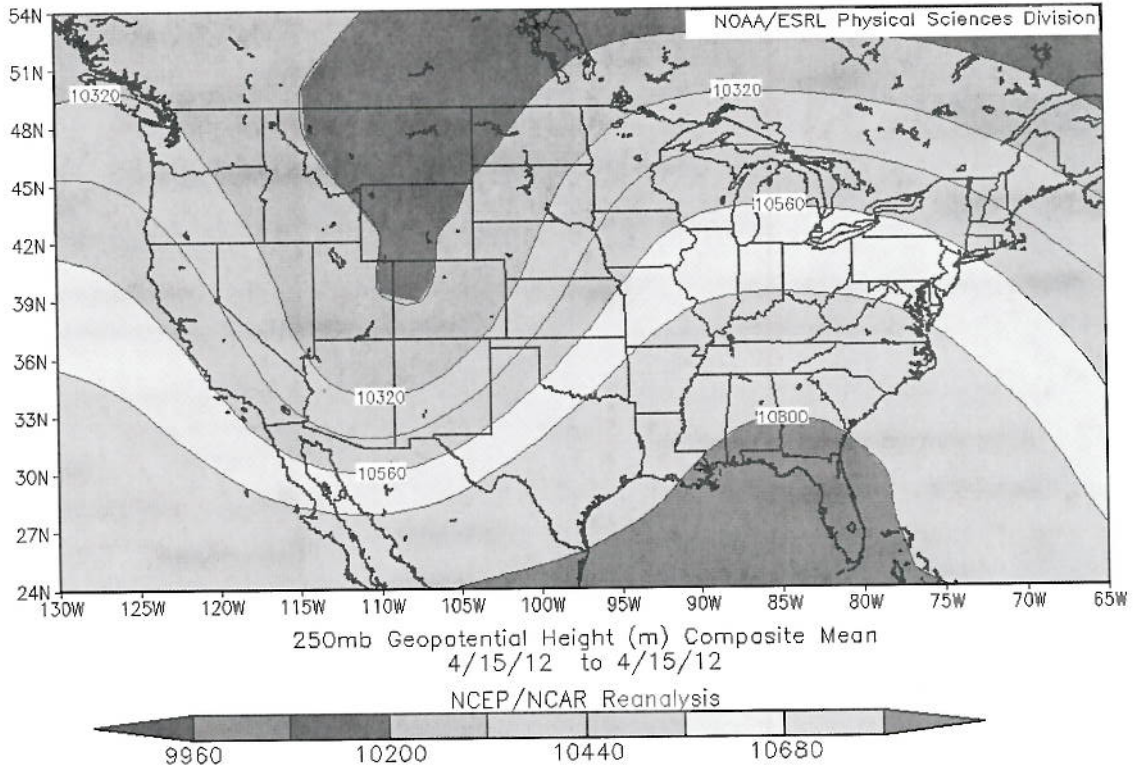 54N
NOAA/ESRL Physical Sciences Division
51N
10320
10320
48N
45N
10560
42N
39N
36N
10320
33N
10800
30N
10560
27N
24N
130W 125W 120W 115W 110W 105W 100W 95W 90W 85W 80W 75W 70W 65W
250mb Geopotential Height (m) Composite Mean
4/15/12 to 4/15/12
NCEP/NCAR Reanalysis
9960 10200 10440 10680